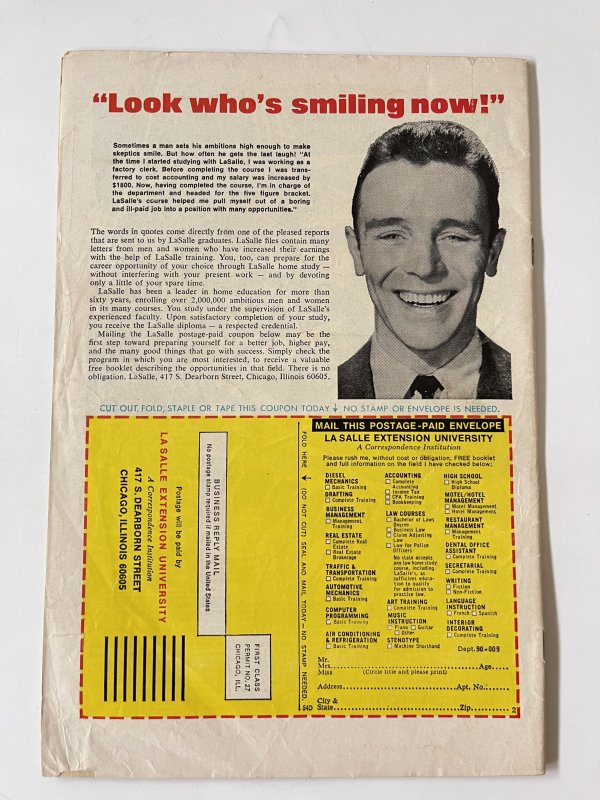 “Look who’s smiling now!”
Sometimes a man sets his ambitions high enough to make
skeptics smile. But how often he gets the last laugh! “At
the time I started studying with LaSalle, I was working as a
factory clerk. Before completing the course I was trans-
ferred to cost accounting and my salary was increased by
$1800. Now, having completed the course, I'm in charge of
the department and headed for the five figure bracket.
LaSalle's course helped me pull myself out of a boring
and ill-paid job into a position with many opportunities.”
The words in quotes come directly from one of the pleased reports
that are sent to us by LaSalle graduates. LaSalle files contain many
letters from men and women who have increased their earnings
with the help of LaSalle training. You, too, can prepare for the
career opportunity of your choice through LaSalle home study —
without interfering with your present work — and by devoting
only a little of your spare time.
LaSalle has been a leader in home education for more than
sixty years, enrolling over 2,000,000 ambitious men and women
in its many courses. You study under the supervision of LaSalle's
experienced faculty. Upon satisfactory completion of your study,
you receive the LaSalle diploma — a respected credential.
Mailing the LaSalle postage-paid coupon below may be the
first step toward preparing yourself for a better job, higher pay,
and the many good things that go with success. Simply check the
program in which you are most interested, to receive a valuable
free booklet describing the opportunities in that field. There is no
obligation. LaSalle, 417 S. Dearborn Street, Chicago, Illinois 60605.
CUT OUT, FOLD, STAPLE OR TAPE THIS COUPON TODAY ↓ NO STAMP OR ENVELOPE IS NEEDED.
FIRST CLASS
PERMIT NO. 27
CHICAGO, ILL.
BUSINESS REPLY MAIL
No postage stamp required if mailed in the United States
Postage will be paid by
LA SALLE EXTENSION UNIVERSITY
A Correspondence Institution
417 S. DEARBORN STREET
CHICAGO, ILLINOIS 60605
FOLD HERE ↓ (DO NOT CUT) SEAL AND MAIL TODAY — NO STAMP NEEDED.
54D
MAIL THIS POSTAGE-PAID ENVELOPE
LA SALLE EXTENSION UNIVERSITY
A Correspondence Institution
Please rush me, without cost or obligation, FREE booklet
and full information on the field I have checked below:
DIESEL
MECHANICS
☐ Basic Training
DRAFTING
☐ Complete Training
BUSINESS
MANAGEMENT
☐ Management
Training
REAL ESTATE
☐ Complete Real
Estate
☐ Real Estate
Brokerage
TRAFFIC &
TRANSPORTATION
☐ Complete Training
AUTOMOTIVE
MECHANICS
☐ Basic Training
COMPUTER
PROGRAMMING
☐ Basic Training
AIR CONDITIONING
& REFRIGERATION
☐ Basic Training
ACCOUNTING
☐ Complete
Accounting
☐ Income Tax
☐ CPA Training
☐ Bookkeeping
LAW COURSES
☐ Bachelor of Laws
Degree
☐ Business Law
☐ Claim Adjusting
Law
☐ Law for Police
Officers
No state accepts
any law home study
course, including
LaSalle's, as
sufficient educa-
tion to qualify
for admission to
practice law.
ART TRAINING
☐ Complete Training
MUSIC
INSTRUCTION
☐ Piano ☐ Guitar
☐ Other
STENOTYPE
☐ Machine Shorthand
HIGH SCHOOL
☐ High School
Diploma
MOTEL/HOTEL
MANAGEMENT
☐ Motel Management
☐ Hotel Management
RESTAURANT
MANAGEMENT
☐ Management
Training
DENTAL OFFICE
ASSISTANT
☐ Complete Training
SECRETARIAL
☐ Complete Training
WRITING
☐ Fiction
☐ Non-Fiction
LANGUAGE
INSTRUCTION
☐ French ☐ Spanish
INTERIOR
DECORATING
☐ Complete Training
Dept. 90-009
Mr.
Mrs. Age
Miss (Circle title and please print)
Address Apt. No.
City &
State Zip
2